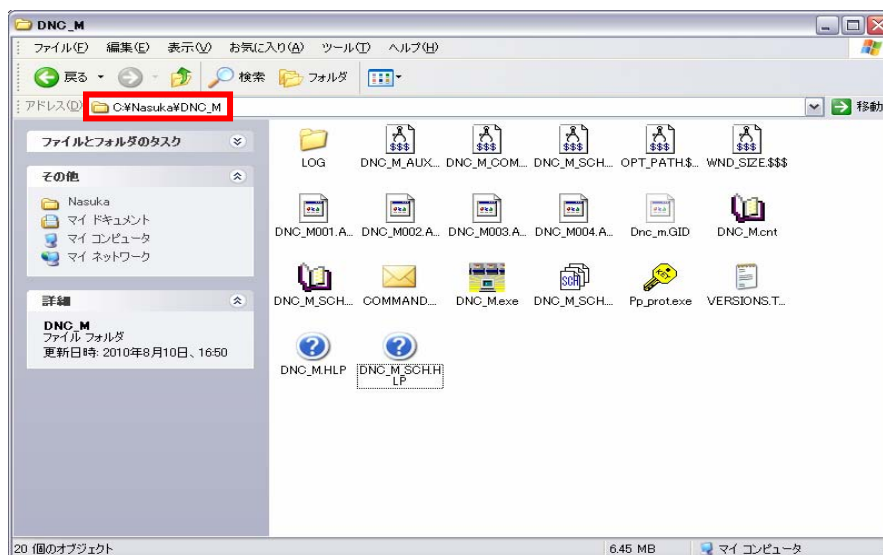 DNC_M
ファイル(F) 編集(E) 表示(V) お気に入り(A) ツール(T) ヘルプ(H)
戻る 検索 フォルダ
アドレス(D) C:¥Nasuka¥DNC_M 移動
ファイルとフォルダのタスク
その他
Nasuka
マイ ドキュメント
マイ コンピュータ
マイ ネットワーク
詳細
DNC_M
ファイル フォルダ
更新日時: 2010年8月10日、16:50
LOG DNC_M_AUX... DNC_M_COM... DNC_M_SCH... OPT_PATH.$... WND_SIZE.$$$
DNC_M001.A... DNC_M002.A... DNC_M003.A... DNC_M004.A... Dnc_m.GID DNC_M.cnt
DNC_M_SCH... COMMAND... DNC_M.exe DNC_M_SCH... Pp_prot.exe VERSIONS.T...
DNC_M.HLP DNC_M_SCH.H
LP
20 個のオブジェクト 6.45 MB マイ コンピュータ